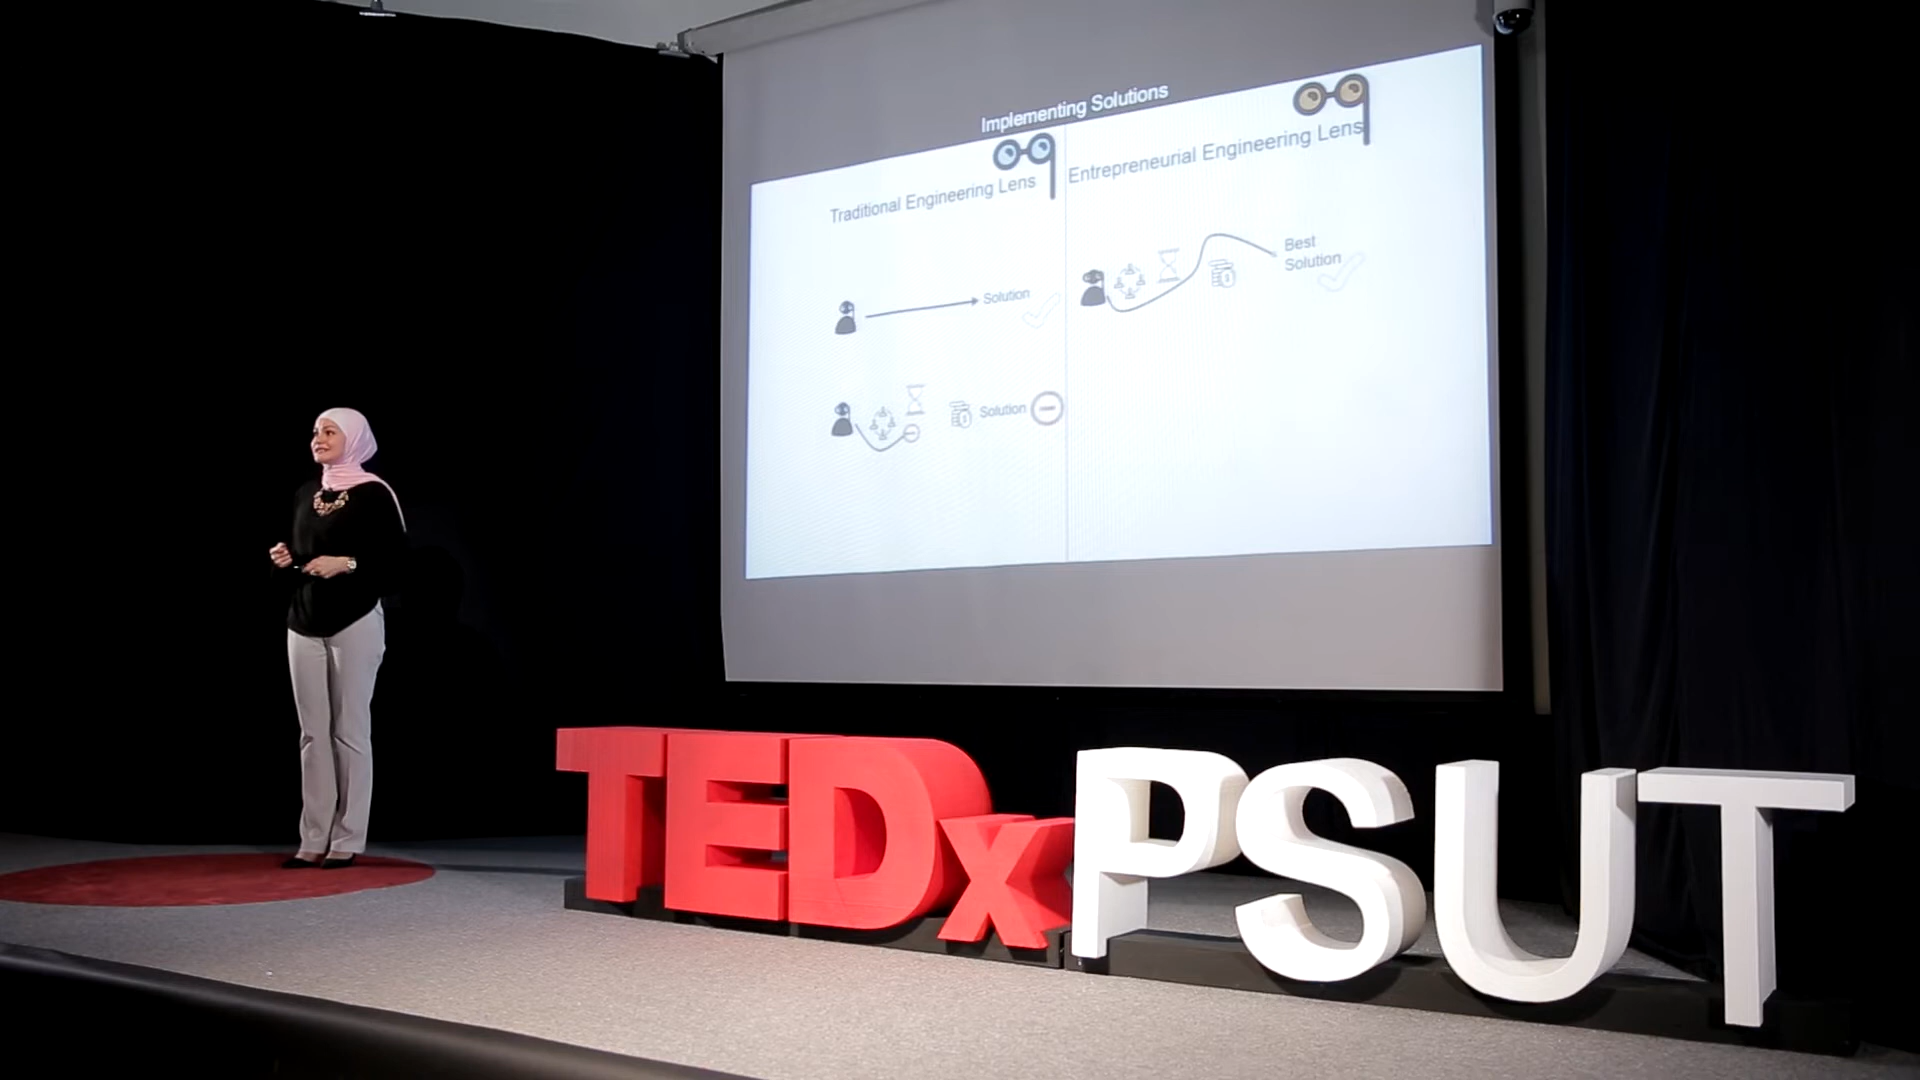 Implementing Solutions
Traditional Engineering Lens
Entrepreneurial Engineering Lens
Solution
Best
Solution
Solution
TEDxPSUT